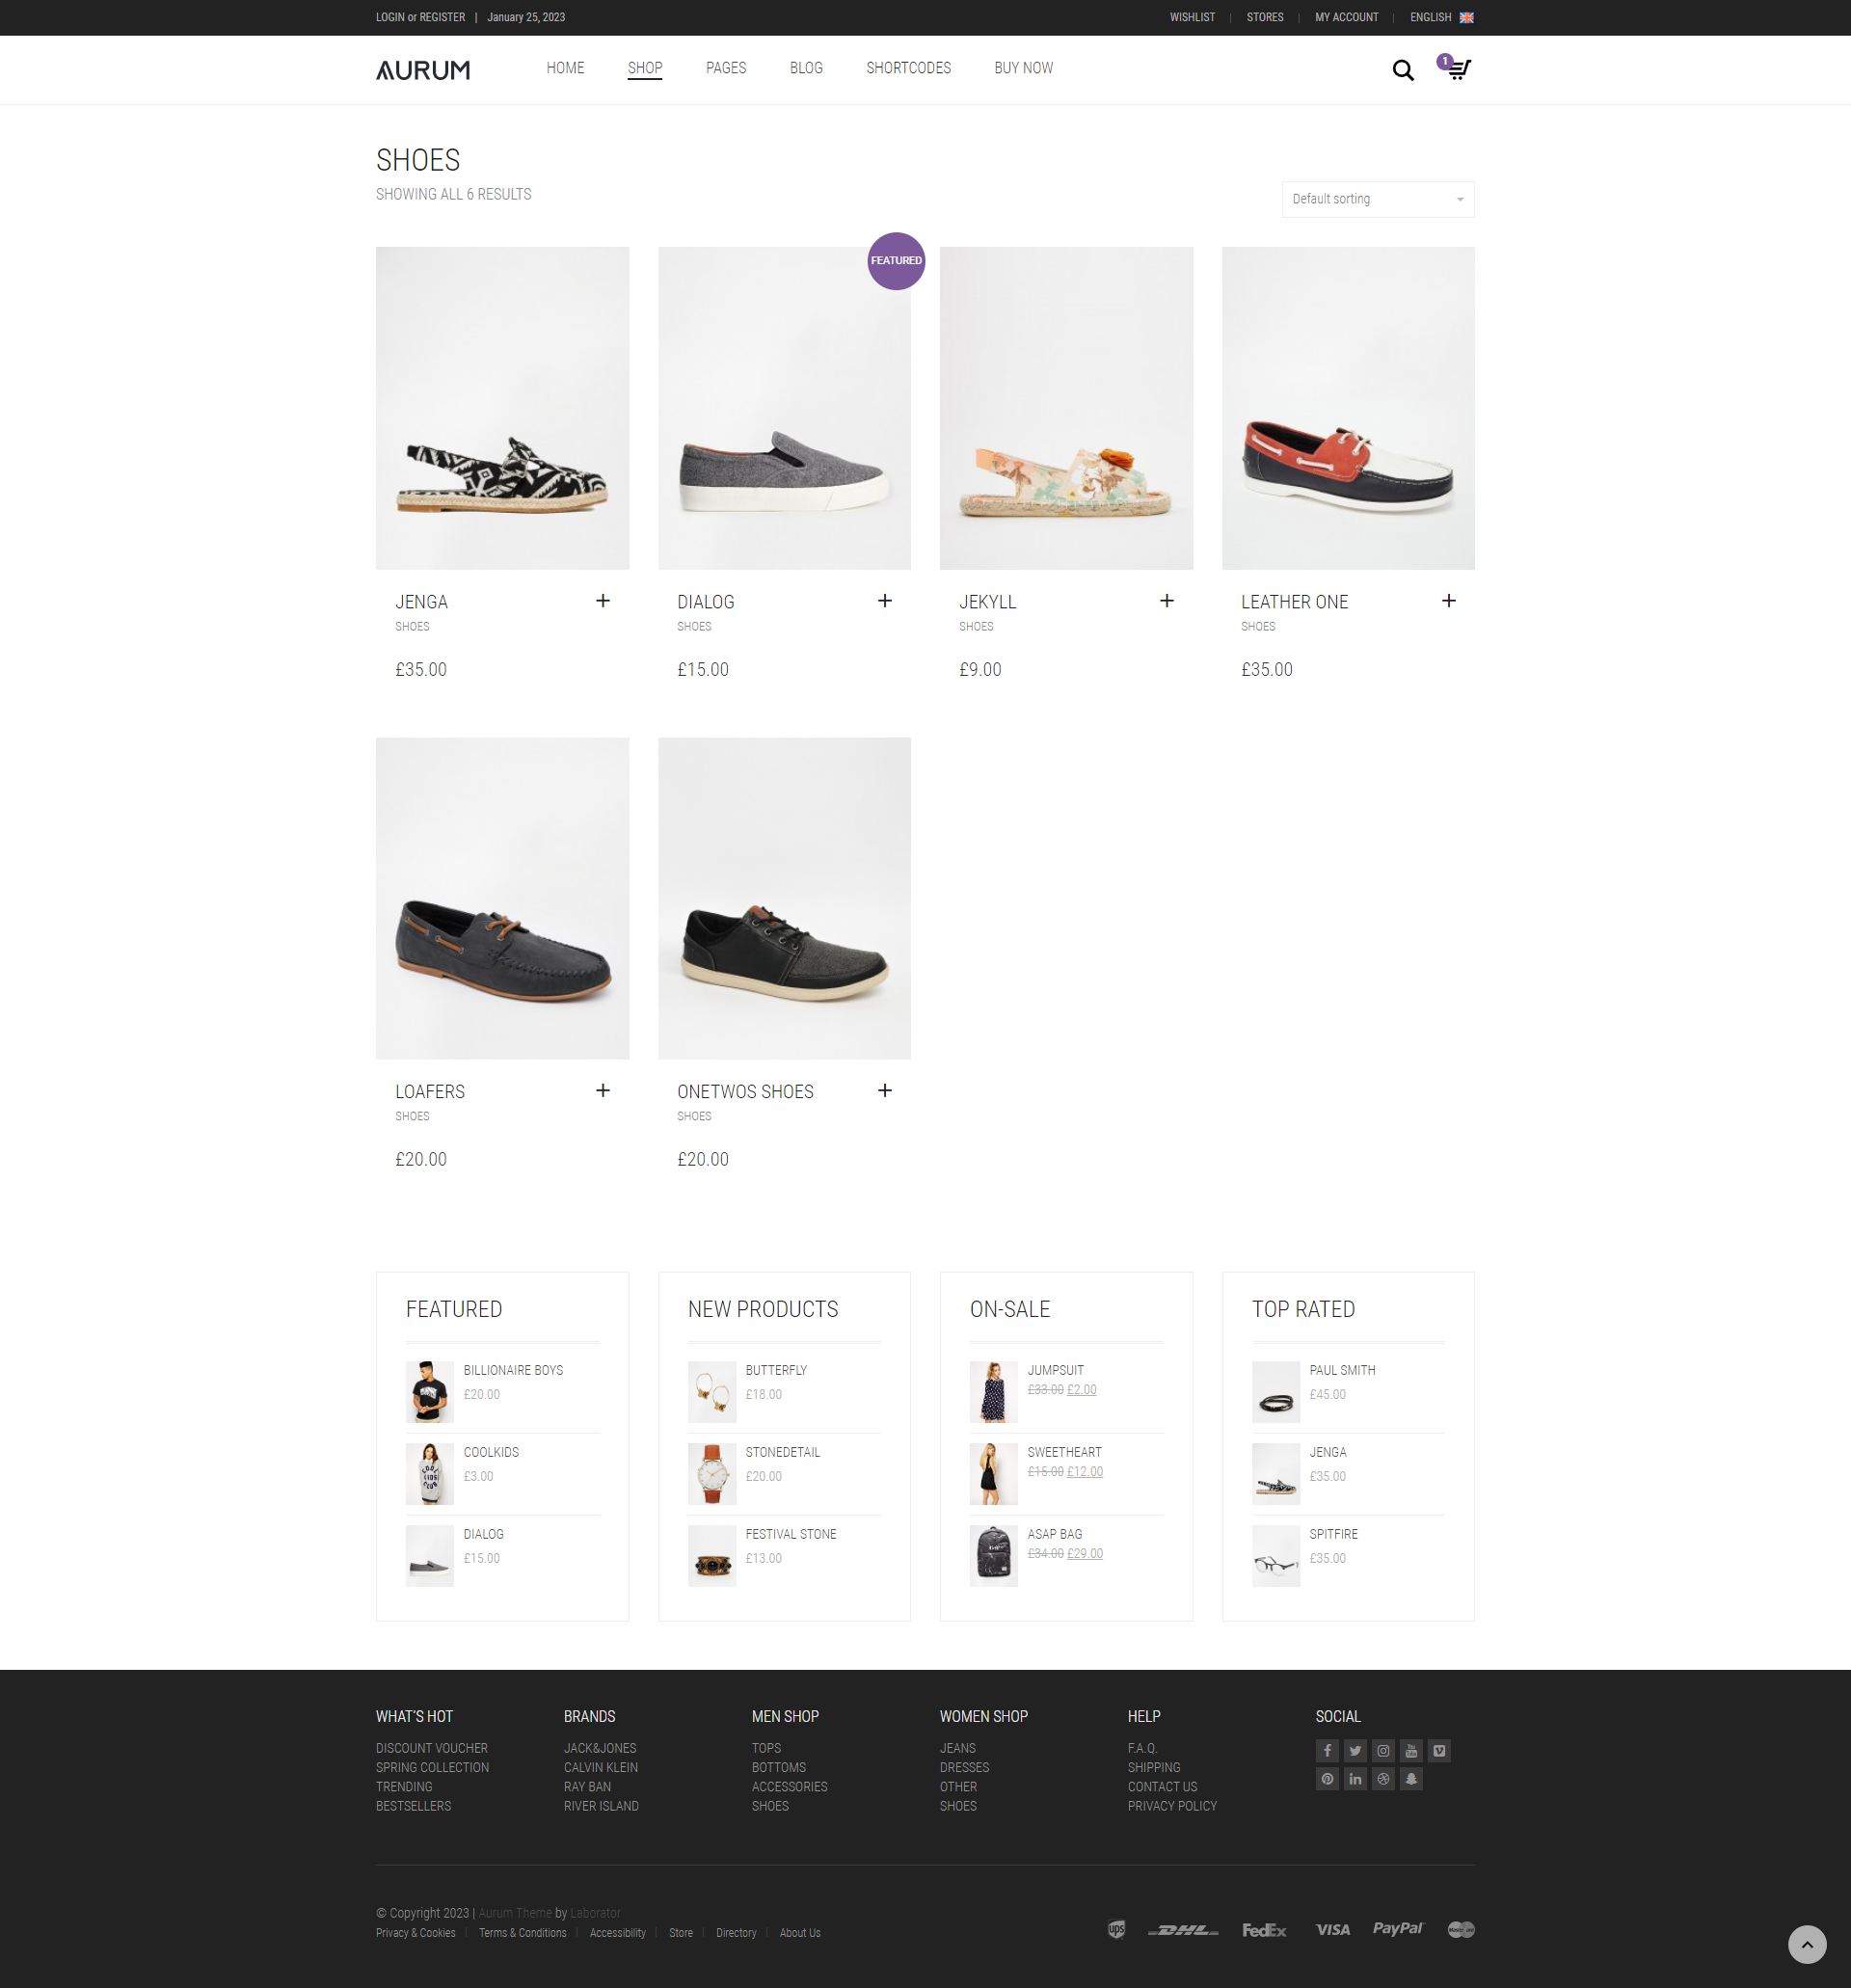 LOGIN or REGISTER | January 25, 2023
WISHLIST | STORES | MY ACCOUNT | ENGLISH
AURUM
HOME SHOP PAGES BLOG SHORTCODES BUY NOW
1
SHOES
SHOWING ALL 6 RESULTS
Default sorting
FEATURED
JENGA +
SHOES
£35.00
DIALOG +
SHOES
£15.00
JEKYLL +
SHOES
£9.00
LEATHER ONE +
SHOES
£35.00
LOAFERS +
SHOES
£20.00
ONETWOS SHOES +
SHOES
£20.00
FEATURED
BILLIONAIRE BOYS
£20.00
COOLKIDS
£3.00
DIALOG
£15.00
NEW PRODUCTS
BUTTERFLY
£18.00
STONEDETAIL
£20.00
FESTIVAL STONE
£13.00
ON-SALE
JUMPSUIT
£33.00 £2.00
SWEETHEART
£15.00 £12.00
ASAP BAG
£34.00 £29.00
TOP RATED
PAUL SMITH
£45.00
JENGA
£35.00
SPITFIRE
£35.00
WHAT'S HOT
DISCOUNT VOUCHER
SPRING COLLECTION
TRENDING
BESTSELLERS
BRANDS
JACK&JONES
CALVIN KLEIN
RAY BAN
RIVER ISLAND
MEN SHOP
TOPS
BOTTOMS
ACCESSORIES
SHOES
WOMEN SHOP
JEANS
DRESSES
OTHER
SHOES
HELP
F.A.Q.
SHIPPING
CONTACT US
PRIVACY POLICY
SOCIAL
© Copyright 2023 | Aurum Theme by Laborator
Privacy & Cookies | Terms & Conditions | Accessibility | Store | Directory | About Us
ups DHL FedEx VISA PayPal MasterCard